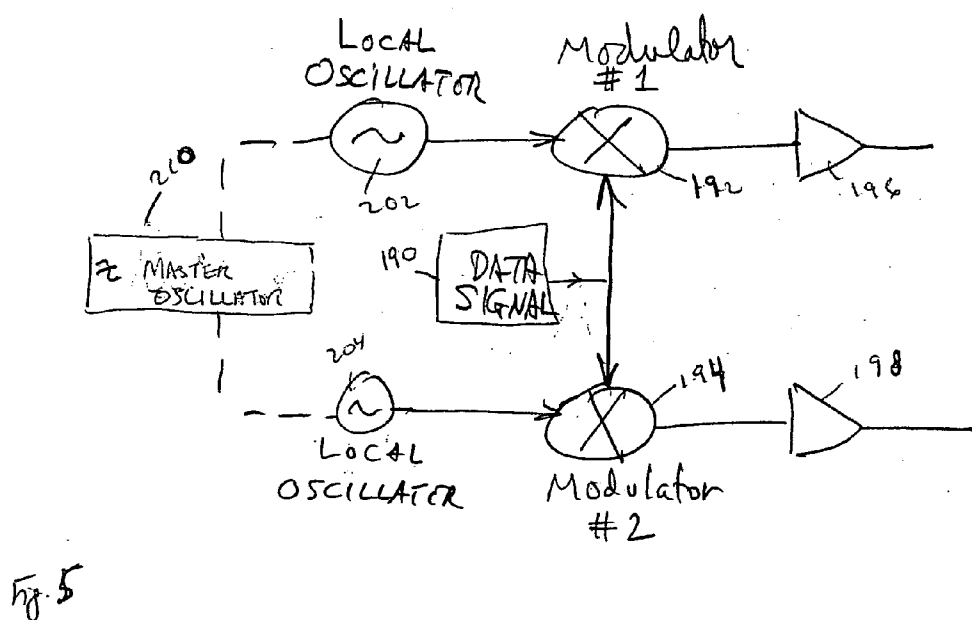 LOCAL
OSCILLATOR
Modulator
#1
210
202
192
196
190
DATA
SIGNAL
MASTER
OSCILLATOR
204
194
198
LOCAL
OSCILLATER
Modulator
#2
Fig. 5